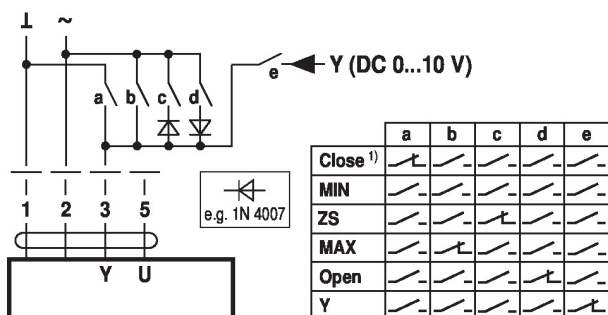 ⊥ ~
a b c d e
Y (DC 0...10 V)
1 2 3 5
Y U
e.g. 1N 4007
a b c d e
Close 1)
MIN
ZS
MAX
Open
Y